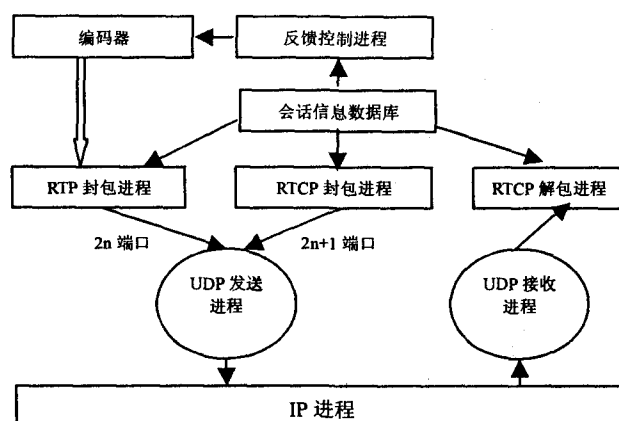 编码器
反馈控制进程
会话信息数据库
RTP 封包进程
RTCP 封包进程
RTCP 解包进程
2n 端口
2n+1 端口
UDP 发送
进程
UDP 接收
进程
IP 进程